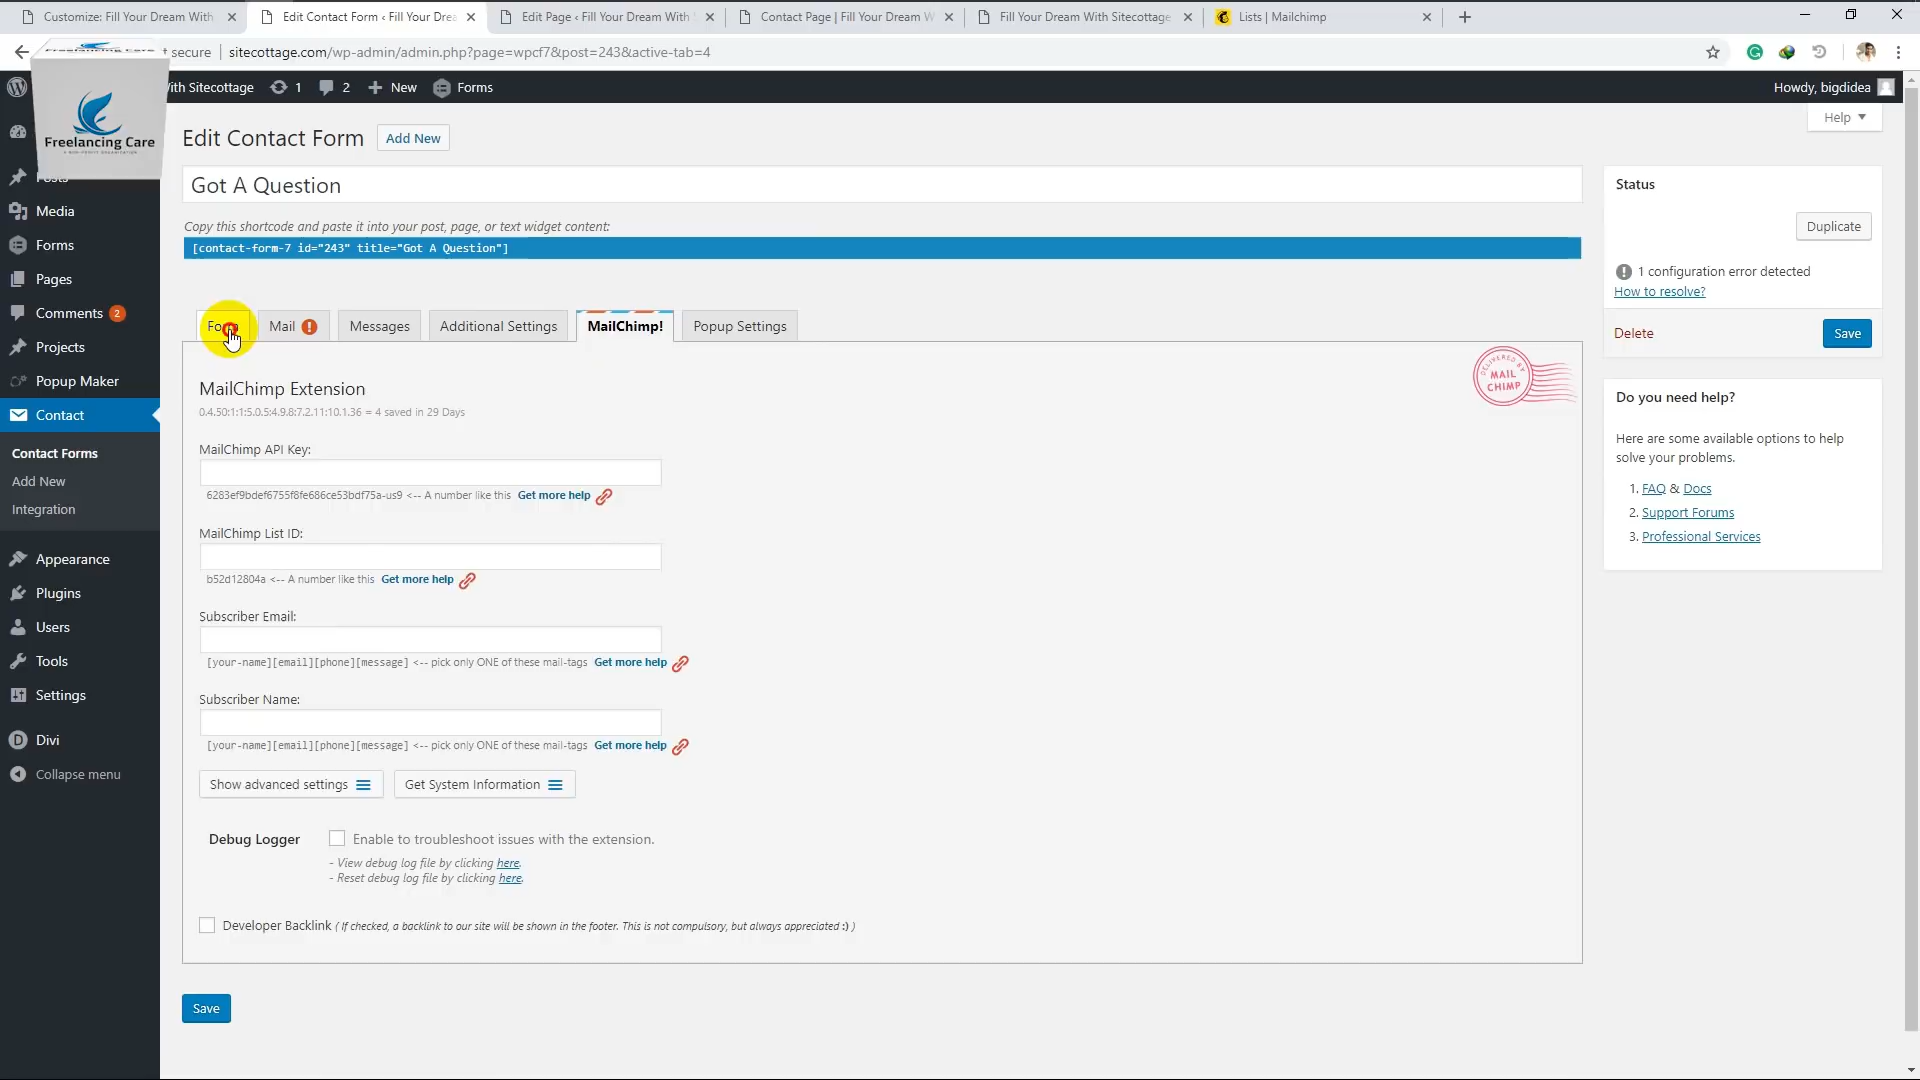 Customize: Fill Your Dream With
Edit Contact Form ‹ Fill Your Drea
Edit Page ‹ Fill Your Dream With
Contact Page | Fill Your Dream W
Fill Your Dream With Sitecottage
Lists | Mailchimp
t secure
sitecottage.com/wp-admin/admin.php?page=wpcf7&post=243&active-tab=4
ith Sitecottage
1
2
New
Forms
Howdy, bigdidea
Help
Freelancing Care
Posts
Media
Forms
Pages
Comments 2
Projects
Popup Maker
Contact
Contact Forms
Add New
Integration
Appearance
Plugins
Users
Tools
Settings
Divi
Collapse menu
Edit Contact Form
Add New
Got A Question
Copy this shortcode and paste it into your post, page, or text widget content:
[contact-form-7 id="243" title="Got A Question"]
Form
Mail
Messages
Additional Settings
MailChimp!
Popup Settings
DELIVERED BY
MAIL
CHIMP
MailChimp Extension
0.4.50:1:1:5.0.5:4.9.8:7.2.11:10.1.36 = 4 saved in 29 Days
MailChimp API Key:
6283ef9bdef6755f8fe686ce53bdf75a-us9 <-- A number like this Get more help
MailChimp List ID:
b52d12804a <-- A number like this Get more help
Subscriber Email:
[your-name][email][phone][message] <-- pick only ONE of these mail-tags Get more help
Subscriber Name:
[your-name][email][phone][message] <-- pick only ONE of these mail-tags Get more help
Show advanced settings
Get System Information
Debug Logger
Enable to troubleshoot issues with the extension.
- View debug log file by clicking here.
- Reset debug log file by clicking here.
Developer Backlink ( If checked, a backlink to our site will be shown in the footer. This is not compulsory, but always appreciated :) )
Save
Status
Duplicate
1 configuration error detected
How to resolve?
Delete
Save
Do you need help?
Here are some available options to help
solve your problems.
1. FAQ & Docs
2. Support Forums
3. Professional Services